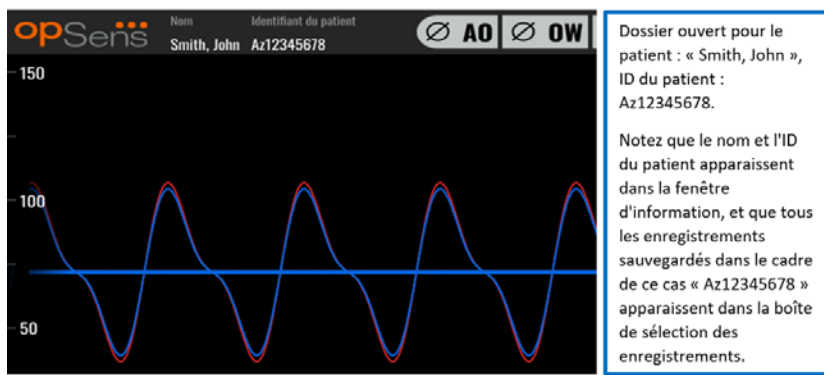 opSens
Nom Identifiant du patient
Smith, John Az12345678
Ø AO Ø OW
150
100
50
Dossier ouvert pour le
patient : « Smith, John »,
ID du patient :
Az12345678.
Notez que le nom et l'ID
du patient apparaissent
dans la fenêtre
d'information, et que tous
les enregistrements
sauvegardés dans le cadre
de ce cas « Az12345678 »
apparaissent dans la boîte
de sélection des
enregistrements.